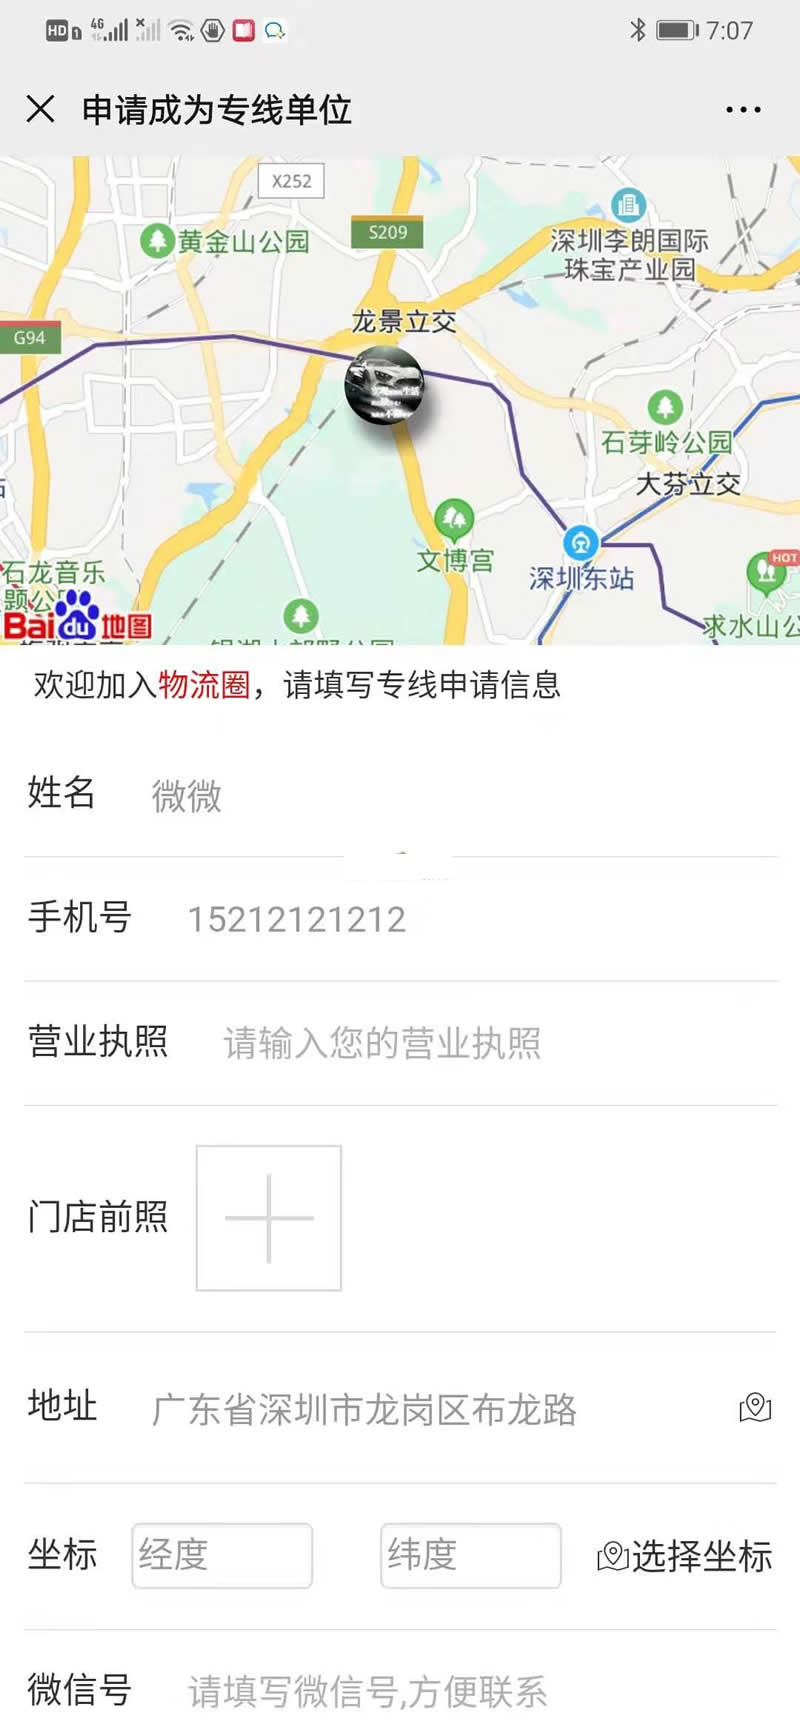 HD 1 4G 7:07
申请成为专线单位
X252
黄金山公园
S209
深圳李朗国际
珠宝产业园
龙景立交
G94
石芽岭公园
大芬立交
文博宫
HOT
深圳东站
石龙音乐
题公
Bai du 地图
求水山公
欢迎加入物流圈，请填写专线申请信息
姓名 微微
手机号 15212121212
营业执照 请输入您的营业执照
门店前照
地址 广东省深圳市龙岗区布龙路
坐标 经度 纬度 选择坐标
微信号 请填写微信号,方便联系